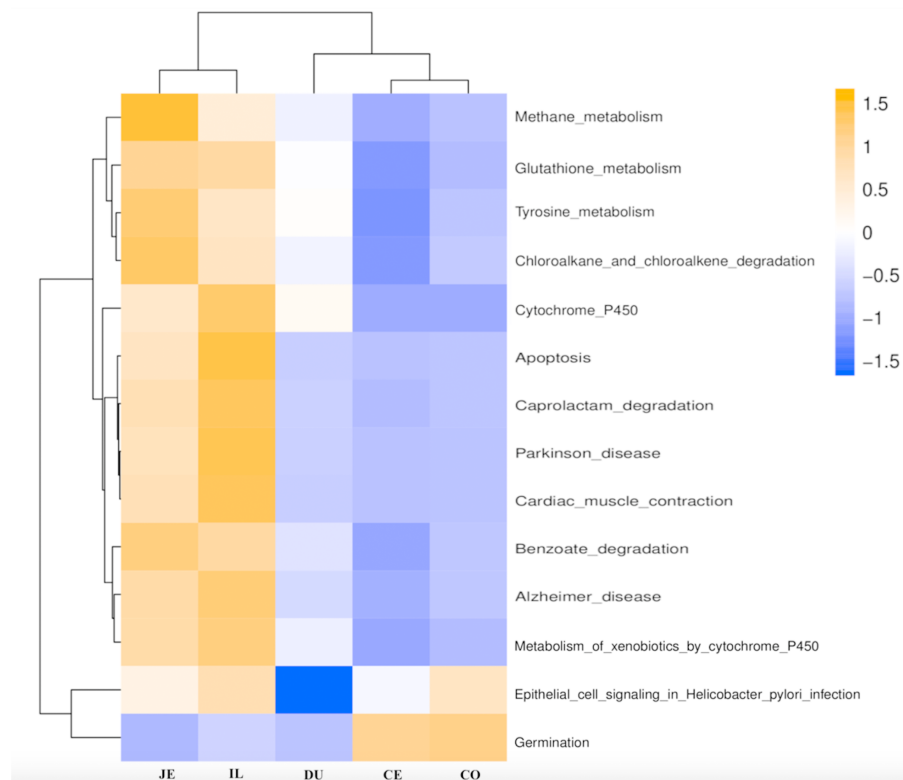 Methane_metabolism
1.5
1
Glutathione_metabolism
0.5
Tyrosine_metabolism
0
Chloroalkane_and_chloroalkene_degradation
−0.5
Cytochrome_P450
−1
Apoptosis
−1.5
Caprolactam_degradation
Parkinson_disease
Cardiac_muscle_contraction
Benzoate_degradation
Alzheimer_disease
Metabolism_of_xenobiotics_by_cytochrome_P450
Epithelial_cell_signaling_in_Helicobacter_pylori_infection
Germination
JE IL DU CE CO